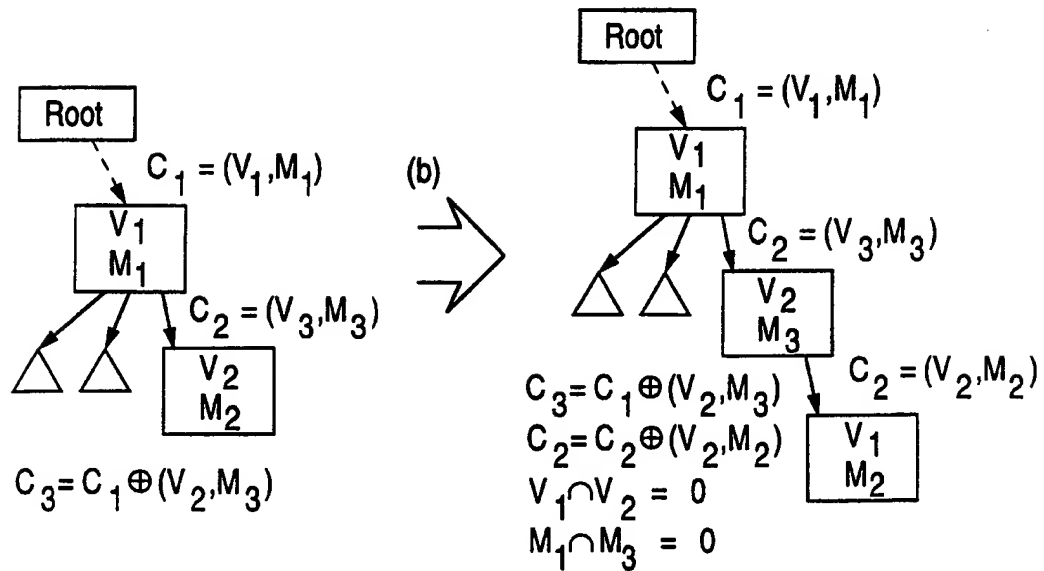 Root
C1 = (V1,M1)
V1
M1
C2 = (V3,M3)
V2
M2
C3 = C1 ⊕ (V2,M3)
(b)
Root
C1 = (V1,M1)
V1
M1
C2 = (V3,M3)
V2
M3
C2 = (V2,M2)
V1
M2
C3 = C1 ⊕ (V2,M3)
C2 = C2 ⊕ (V2,M2)
V1 ∩ V2 = 0
M1 ∩ M3 = 0